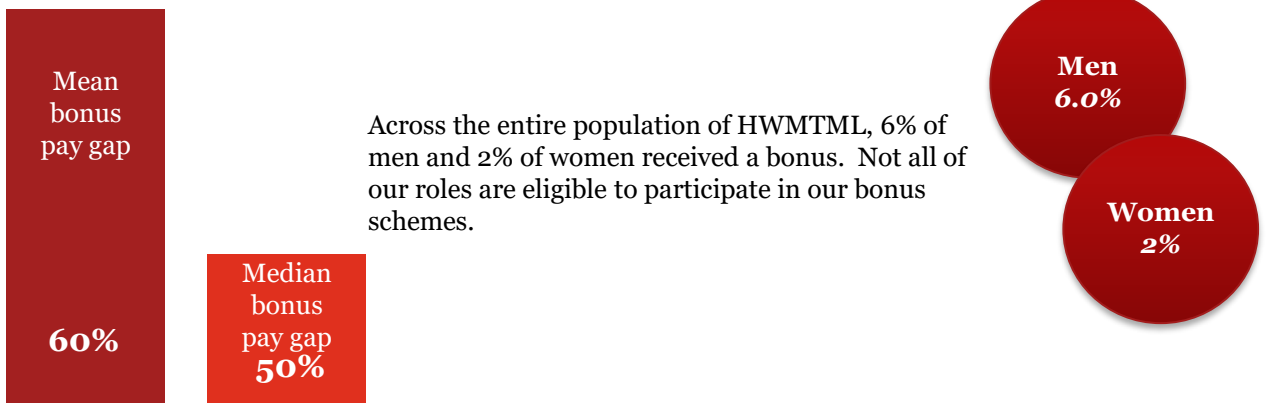 Mean
bonus
pay gap
60%
Median
bonus
pay gap
50%
Across the entire population of HWMTML, 6% of
men and 2% of women received a bonus.  Not all of
our roles are eligible to participate in our bonus
schemes.
Men
6.0%
Women
2%